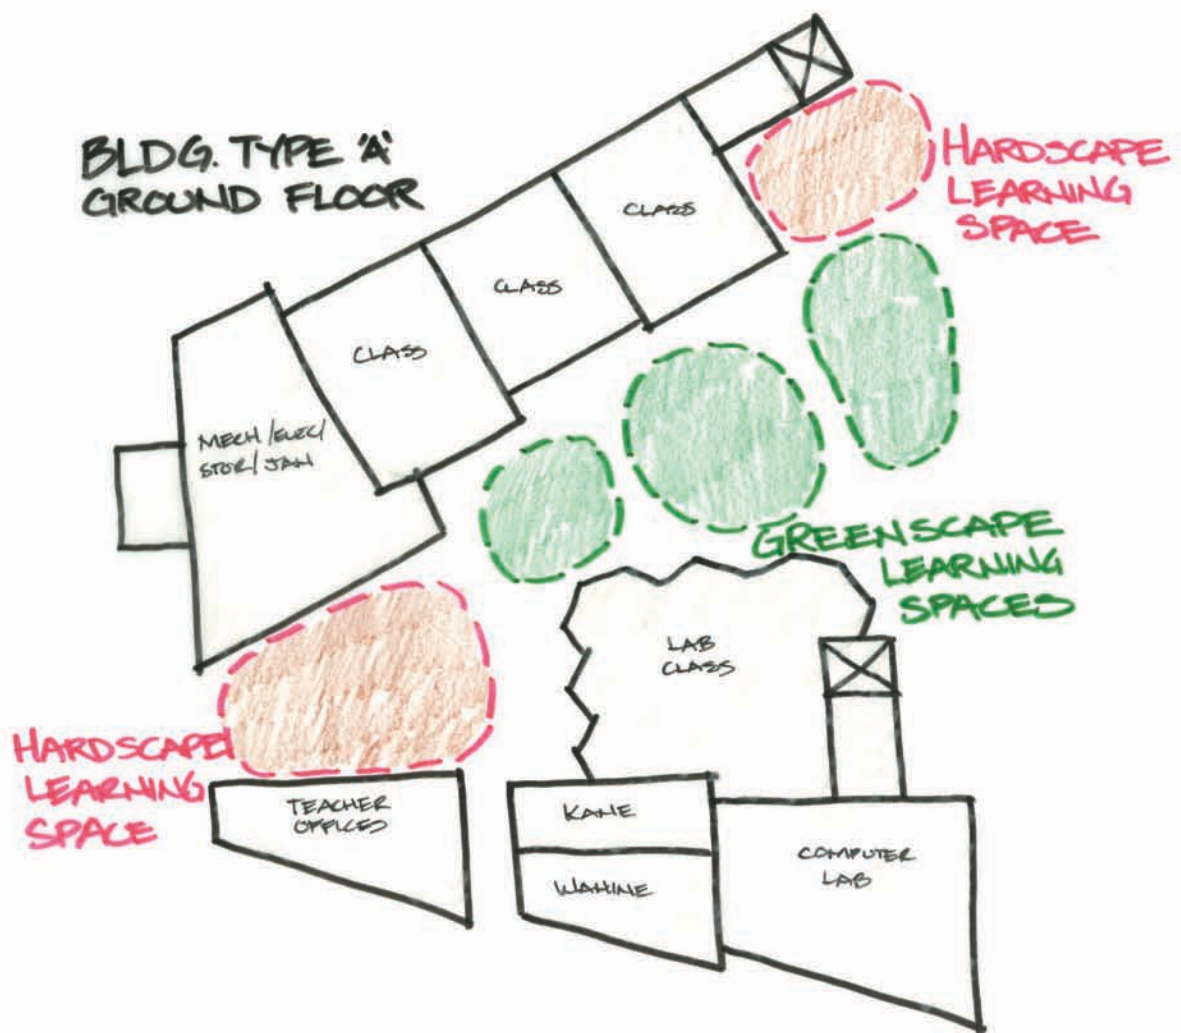 BLDG. TYPE 'A'
GROUND FLOOR
HARDSCAPE
LEARNING
SPACE
CLASS
CLASS
CLASS
MECH/ELEC/
STOR/JAN
GREENSCAPE
LEARNING
SPACES
LAB
CLASS
HARDSCAPE
LEARNING
SPACE
TEACHER
OFFICES
KANE
WAHINE
COMPUTER
LAB